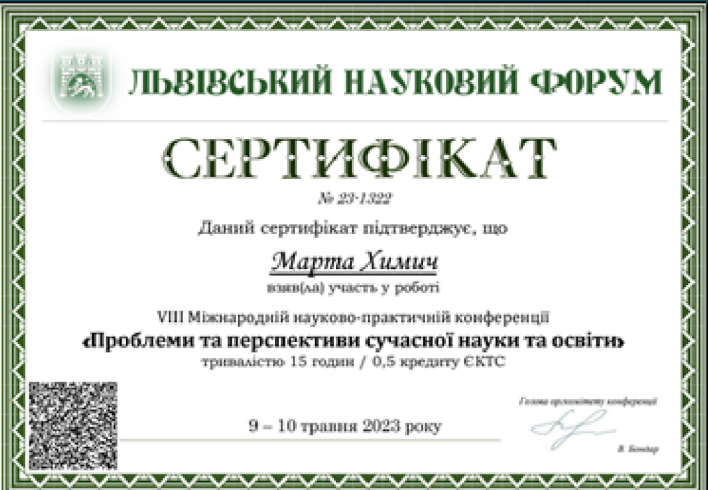 ЛЬВІВСЬКИЙ НАУКОВИЙ ФОРУМ
СЕРТИФІКАТ
№ 23-1322
Даний сертифікат підтверджує, що
Марта Химич
взяв(ла) участь у роботі
VIII Міжнародній науково-практичній конференції
«Проблеми та перспективи сучасної науки та освіти»
тривалістю 15 годин / 0,5 кредиту ЄКТС
Голова оргкомітету конференції
9 – 10 травня 2023 року
В. Бондар